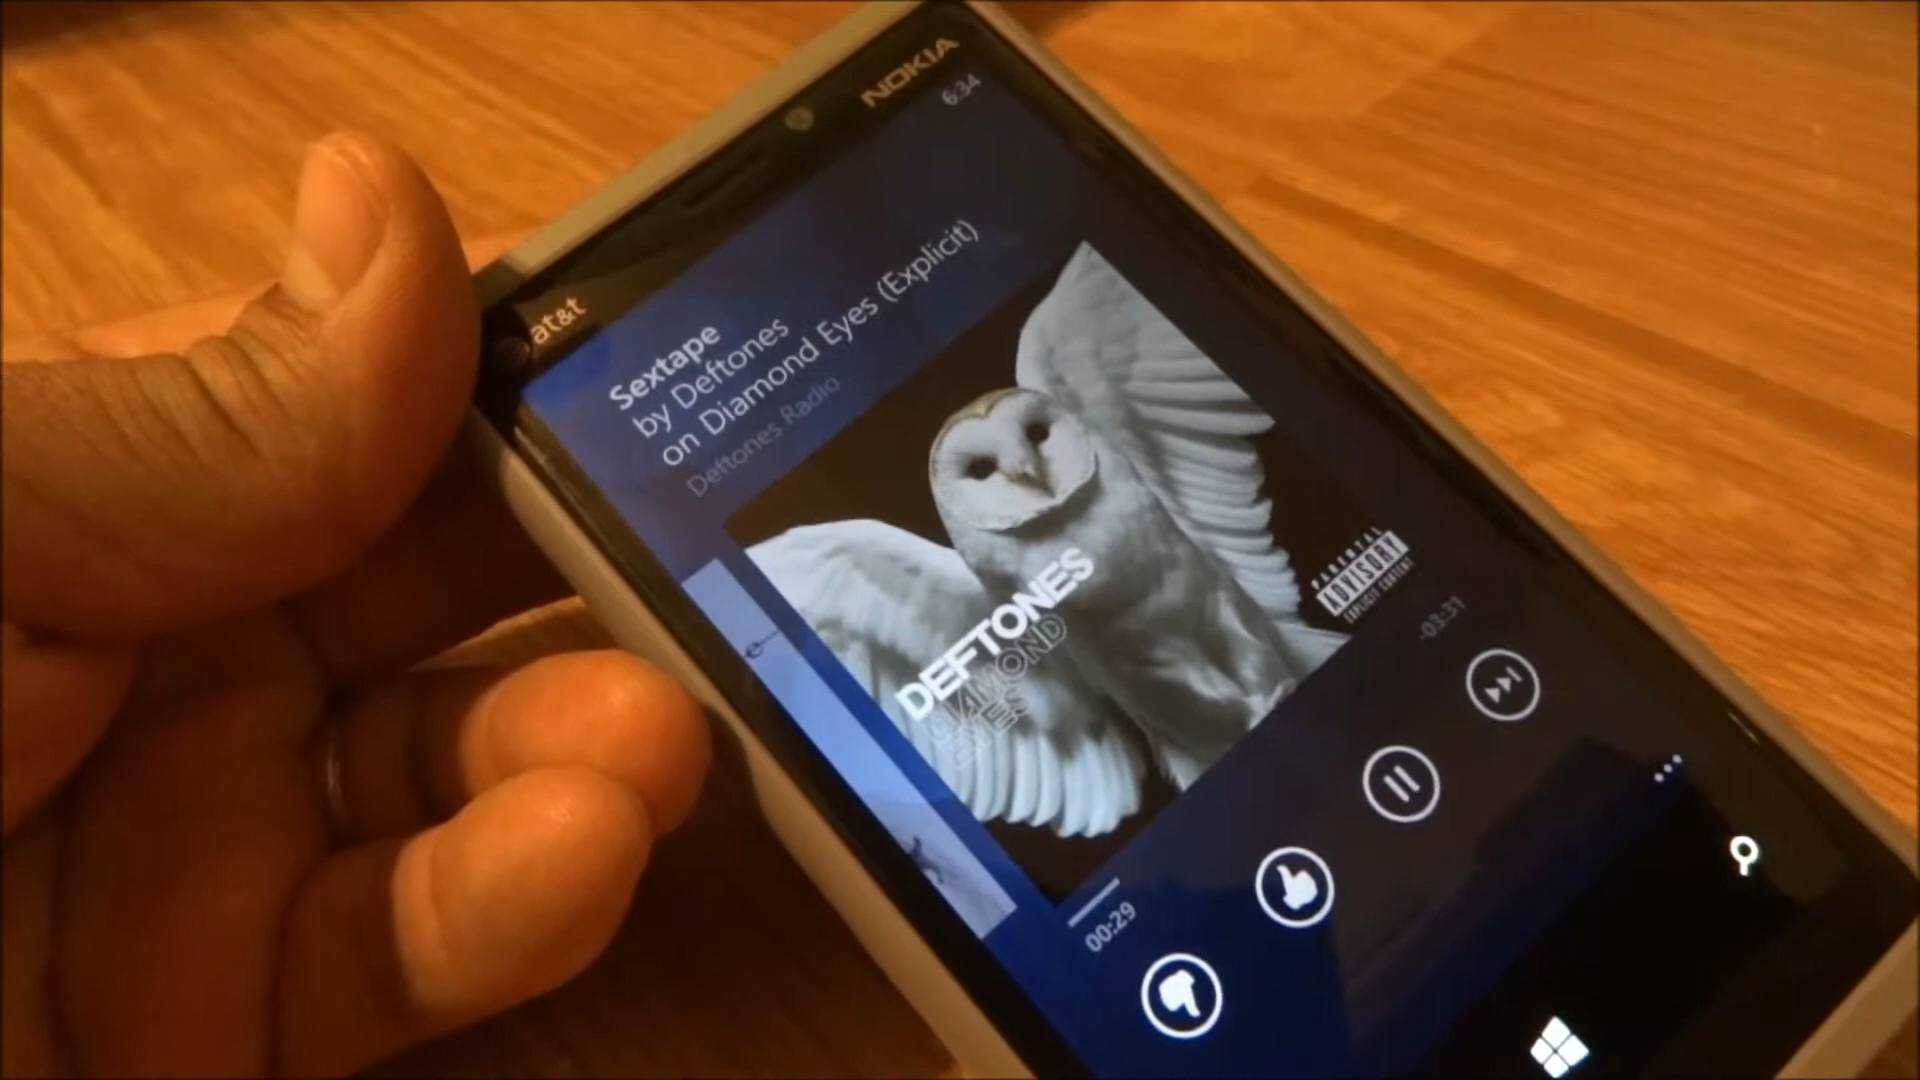 NOKIA
6:34
at&t
Sextape
by Deftones
on Diamond Eyes (Explicit)
Deftones Radio
DEFTONES
DIAMOND
EYES
PARENTAL
ADVISORY
EXPLICIT CONTENT
-03:31
00:29